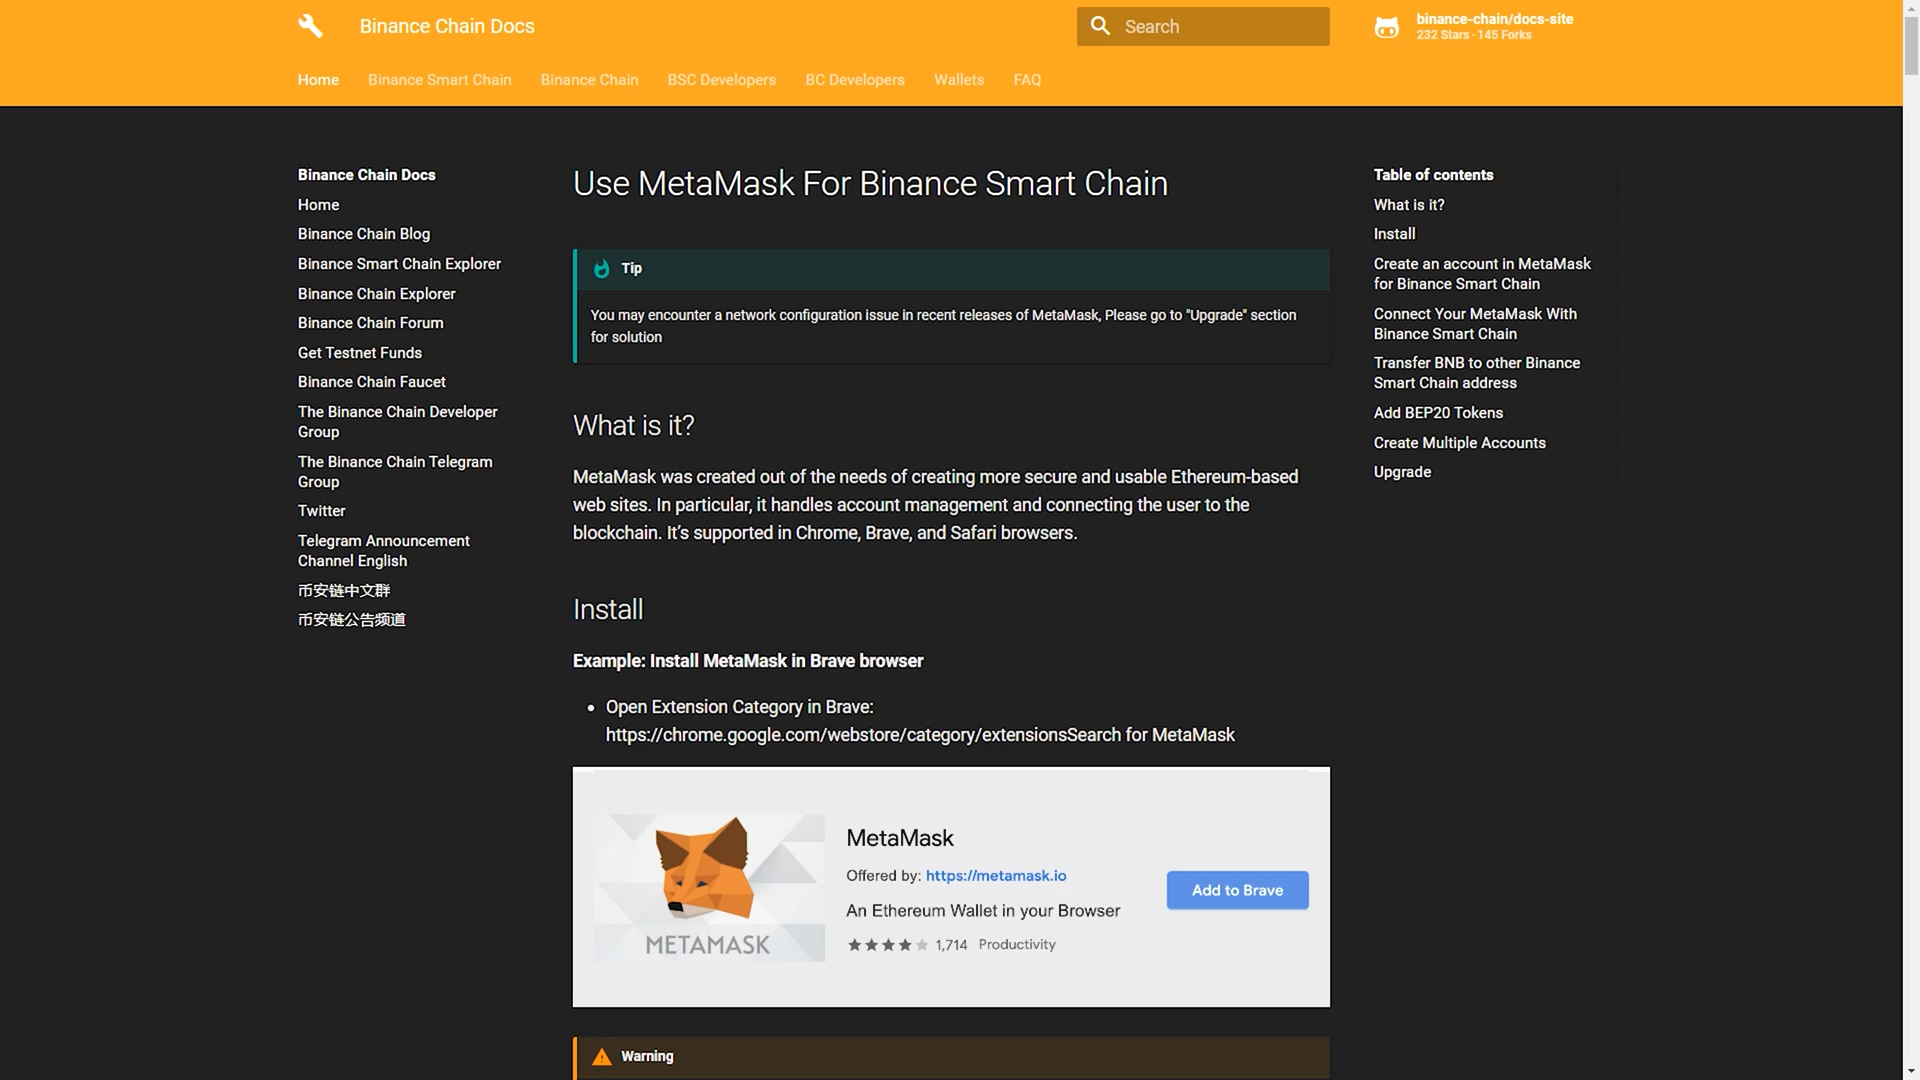 Binance Chain Docs
Search
binance-chain/docs-site
232 Stars · 145 Forks
Home
Binance Smart Chain
Binance Chain
BSC Developers
BC Developers
Wallets
FAQ
Binance Chain Docs
Home
Binance Chain Blog
Binance Smart Chain Explorer
Binance Chain Explorer
Binance Chain Forum
Get Testnet Funds
Binance Chain Faucet
The Binance Chain Developer
Group
The Binance Chain Telegram
Group
Twitter
Telegram Announcement
Channel English
币安链中文群
币安链公告频道
Use MetaMask For Binance Smart Chain
Tip
You may encounter a network configuration issue in recent releases of MetaMask, Please go to "Upgrade" section
for solution
What is it?
MetaMask was created out of the needs of creating more secure and usable Ethereum-based
web sites. In particular, it handles account management and connecting the user to the
blockchain. It’s supported in Chrome, Brave, and Safari browsers.
Install
Example: Install MetaMask in Brave browser
• Open Extension Category in Brave:
https://chrome.google.com/webstore/category/extensionsSearch for MetaMask
METAMASK
MetaMask
Offered by: https://metamask.io
An Ethereum Wallet in your Browser
1,714 Productivity
Add to Brave
Warning
Table of contents
What is it?
Install
Create an account in MetaMask
for Binance Smart Chain
Connect Your MetaMask With
Binance Smart Chain
Transfer BNB to other Binance
Smart Chain address
Add BEP20 Tokens
Create Multiple Accounts
Upgrade